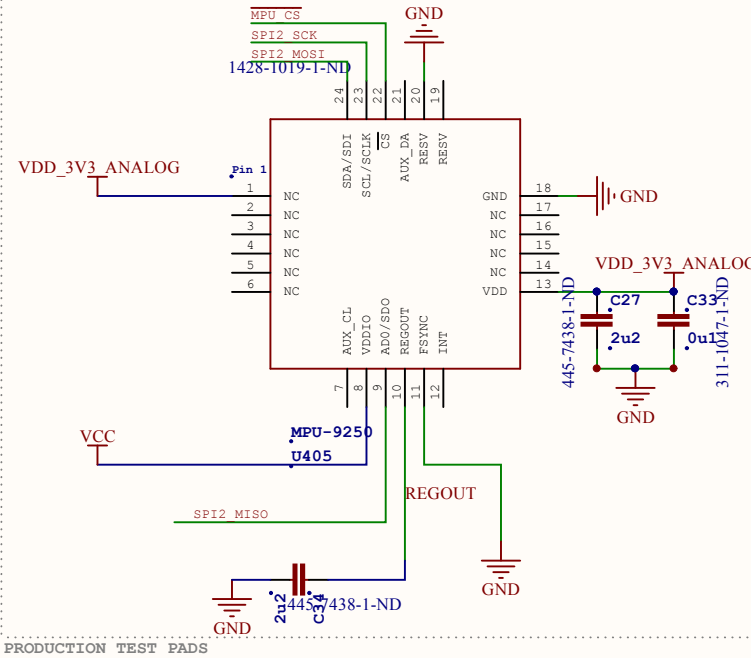 MPU_CS
SPI2_SCK
SPI2_MOSI
1428-1019-1-ND
GND
24
23
22
21
20
19
SDA/SDI
SCL/SCLK
CS
AUX_DA
RESV
RESV
VDD_3V3_ANALOG
Pin 1
1 NC
2 NC
3 NC
4 NC
5 NC
6 NC
GND 18
GND
NC 17
NC 16
NC 15
NC 14
VDD 13
VDD_3V3_ANALOG
445-7438-1-ND
C27
2u2
C33
0u1
311-1047-1-ND
GND
AUX_CL
VDDIO
AD0/SDO
REGOUT
FSYNC
INT
7
8
9
10
11
12
VCC
MPU-9250
U405
REGOUT
SPI2_MISO
GND
2u2
C34
445-7438-1-ND
GND
PRODUCTION TEST PADS